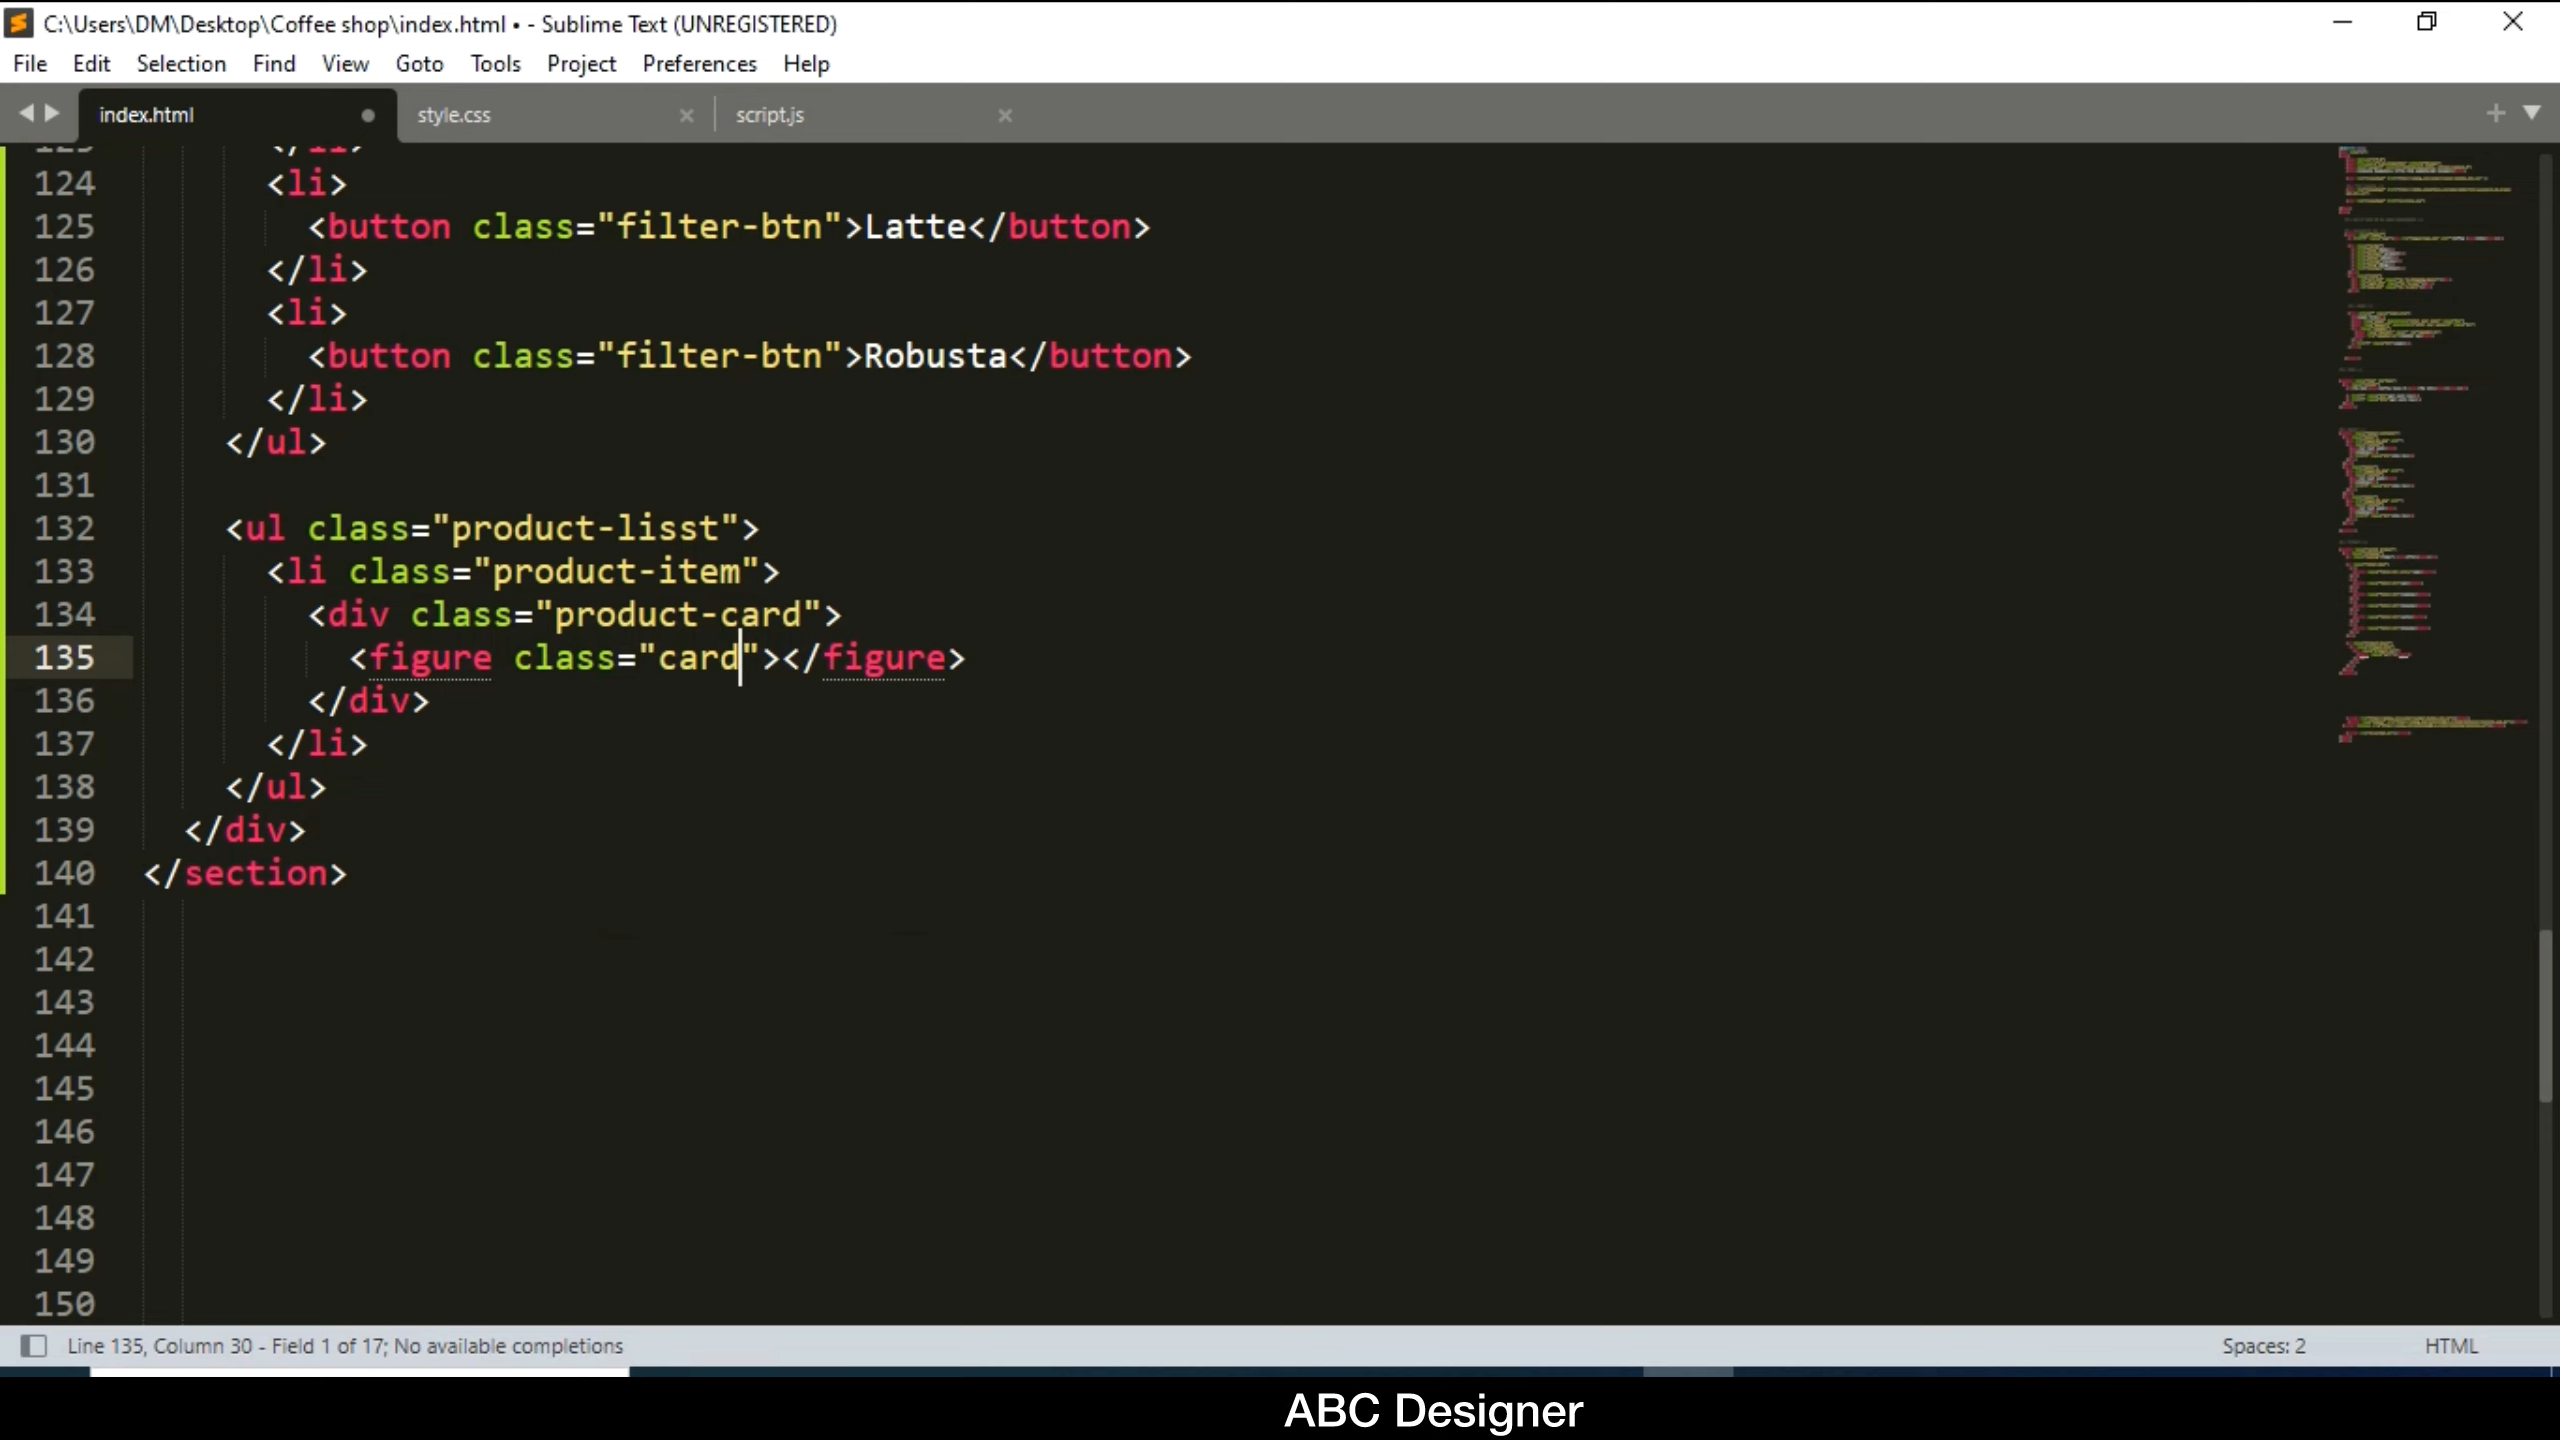 C:\Users\DM\Desktop\Coffee shop\index.html • - Sublime Text (UNREGISTERED)
File Edit Selection Find View Goto Tools Project Preferences Help
index.html style.css script.js
124 <li>
125 <button class="filter-btn">Latte</button>
126 </li>
127 <li>
128 <button class="filter-btn">Robusta</button>
129 </li>
130 </ul>
131
132 <ul class="product-lisst">
133 <li class="product-item">
134 <div class="product-card">
135 <figure class="card"></figure>
136 </div>
137 </li>
138 </ul>
139 </div>
140 </section>
141
142
143
144
145
146
147
148
149
150
Line 135, Column 30 - Field 1 of 17; No available completions Spaces: 2 HTML
ABC Designer